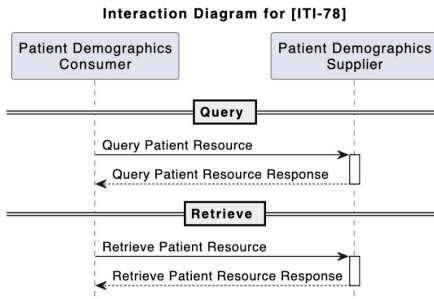 Interaction Diagram for [ITI-78]
Patient Demographics
Consumer
Patient Demographics
Supplier
Query
Query Patient Resource
Query Patient Resource Response
Retrieve
Retrieve Patient Resource
Retrieve Patient Resource Response